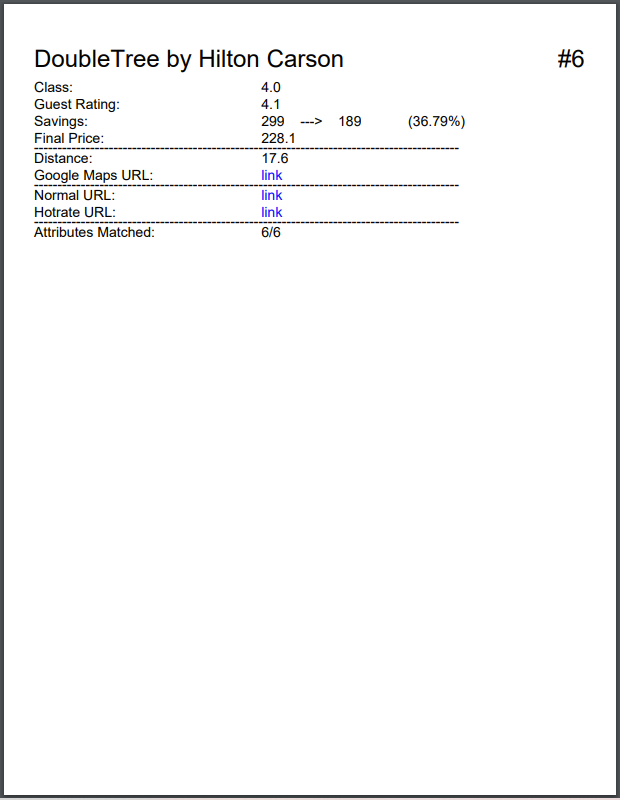 DoubleTree by Hilton Carson #6
Class: 4.0
Guest Rating: 4.1
Savings: 299 ---> 189 (36.79%)
Final Price: 228.1
--------------------------------------------------------------------------------------------
Distance: 17.6
Google Maps URL: link
--------------------------------------------------------------------------------------------
Normal URL: link
Hotrate URL: link
--------------------------------------------------------------------------------------------
Attributes Matched: 6/6